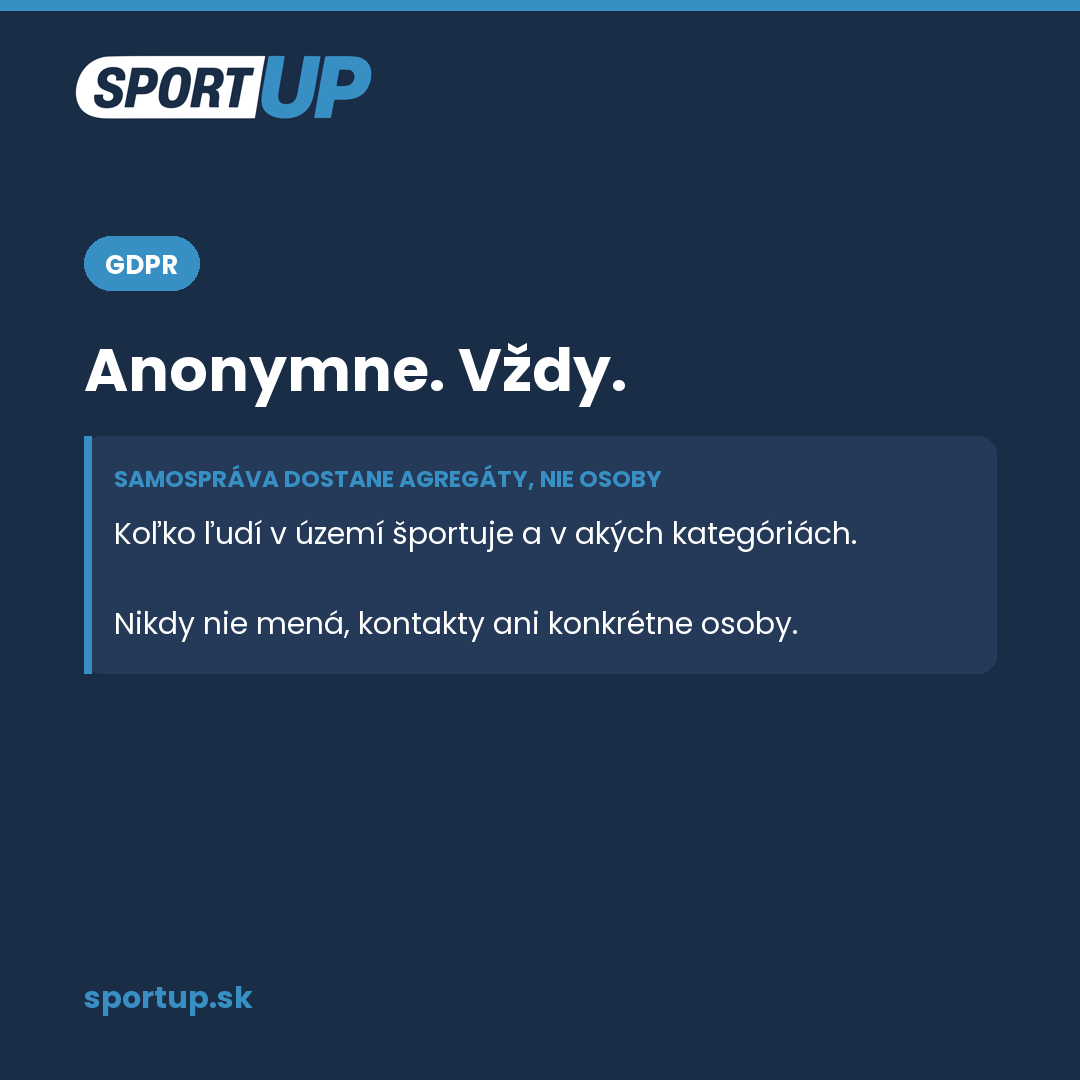 SPORTUP
GDPR
Anonymne. Vždy.
SAMOSPRÁVA DOSTANE AGREGÁTY, NIE OSOBY
Koľko ľudí v území športuje a v akých kategóriách.
Nikdy nie mená, kontakty ani konkrétne osoby.
sportup.sk